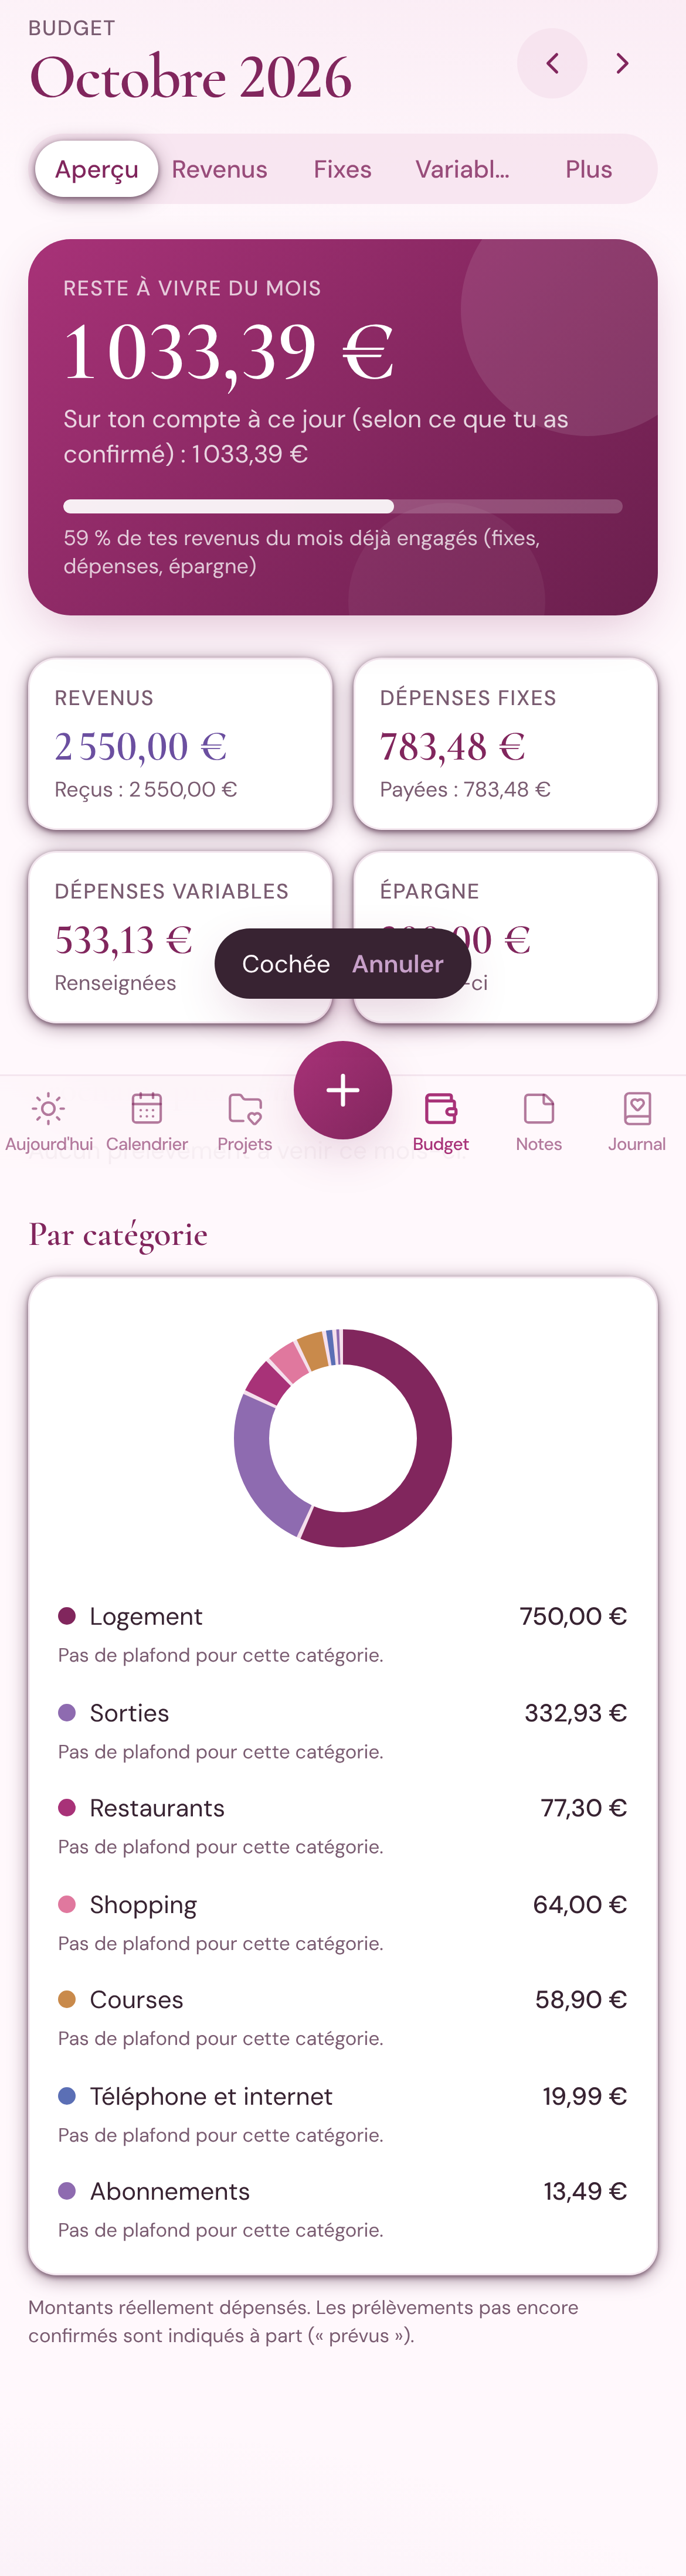 BUDGET
Octobre 2026
Aperçu Revenus Fixes Variabl... Plus
RESTE À VIVRE DU MOIS
1 033,39 €
Sur ton compte à ce jour (selon ce que tu as
confirmé) : 1 033,39 €
59 % de tes revenus du mois déjà engagés (fixes,
dépenses, épargne)
REVENUS
2 550,00 €
Reçus : 2 550,00 €
DÉPENSES FIXES
783,48 €
Payées : 783,48 €
DÉPENSES VARIABLES
533,13 €
Renseignées
ÉPARGNE
00 €
-ci
Cochée Annuler
Aujourd'hui Calendrier Projets Budget Notes Journal
Aucun prélèvement à venir ce mois
Par catégorie
Logement 750,00 €
Pas de plafond pour cette catégorie.
Sorties 332,93 €
Pas de plafond pour cette catégorie.
Restaurants 77,30 €
Pas de plafond pour cette catégorie.
Shopping 64,00 €
Pas de plafond pour cette catégorie.
Courses 58,90 €
Pas de plafond pour cette catégorie.
Téléphone et internet 19,99 €
Pas de plafond pour cette catégorie.
Abonnements 13,49 €
Pas de plafond pour cette catégorie.
Montants réellement dépensés. Les prélèvements pas encore
confirmés sont indiqués à part (« prévus »).